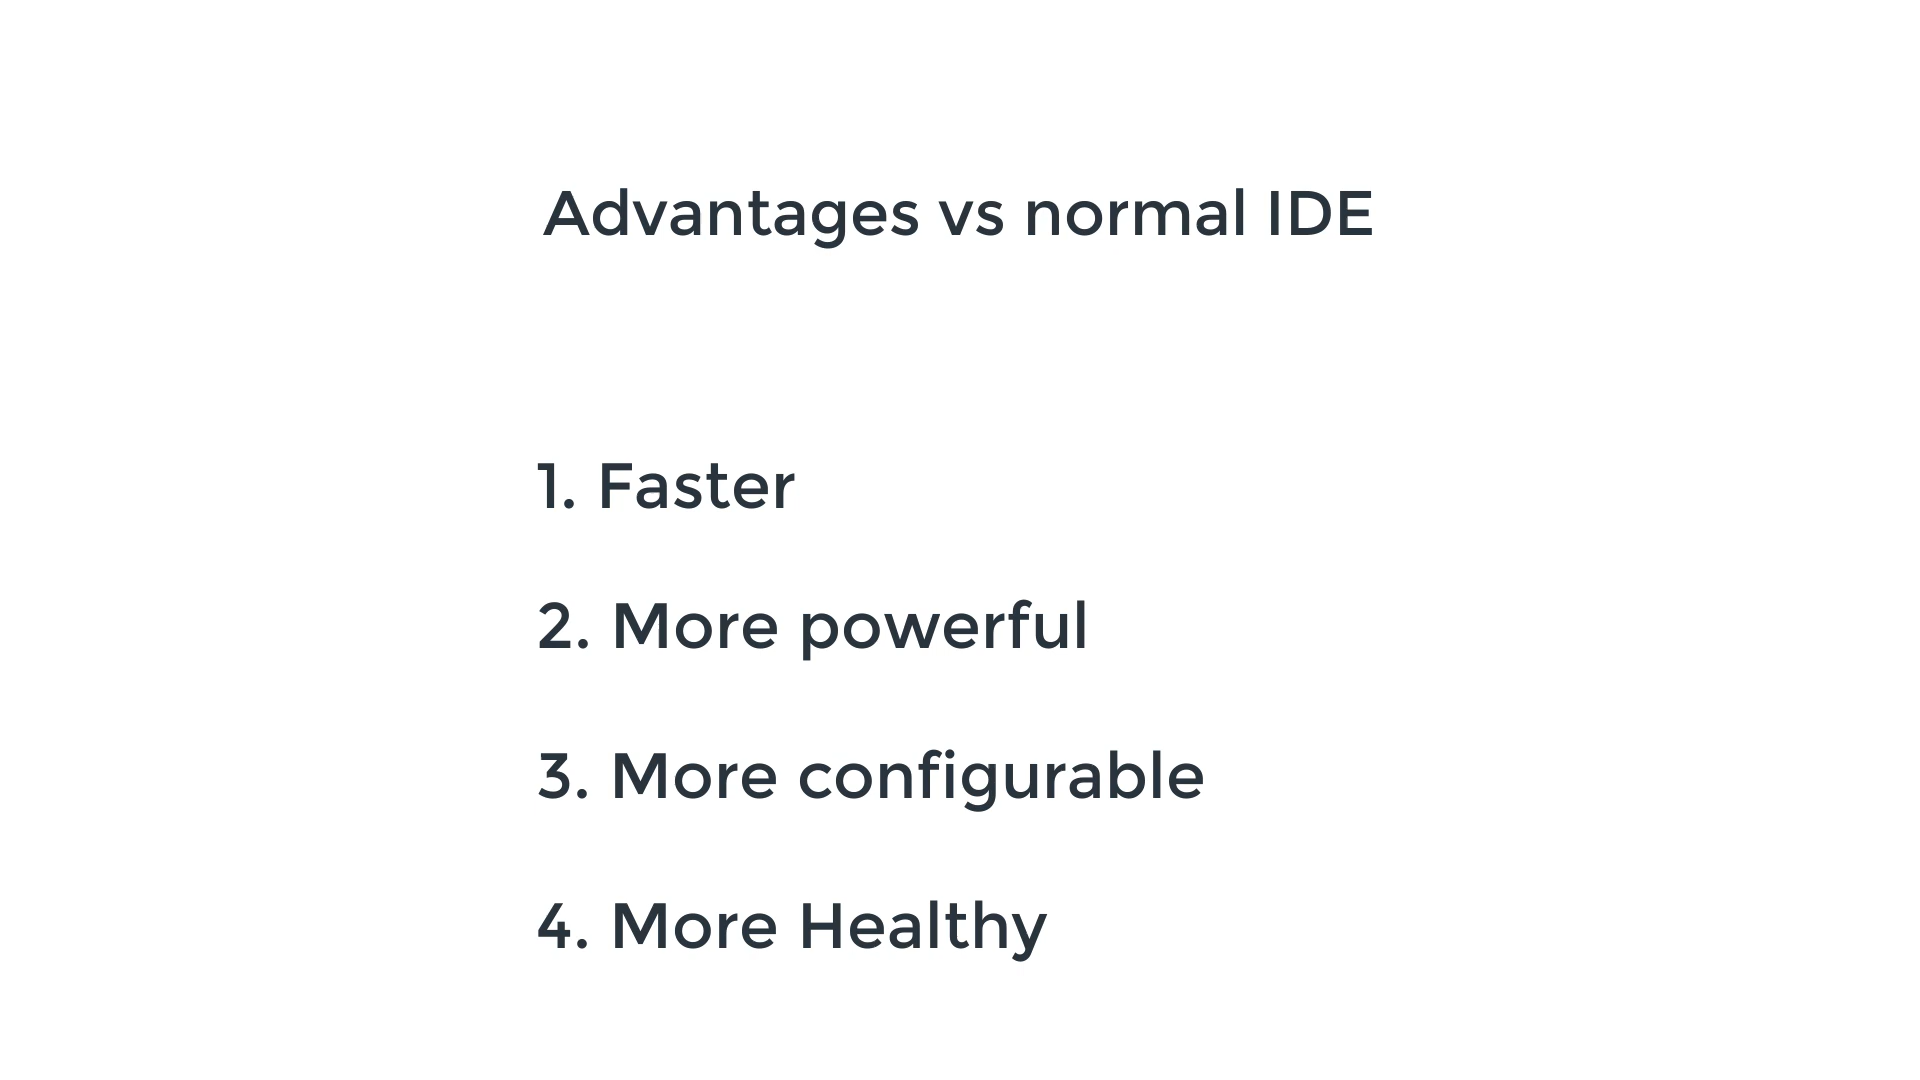 Advantages vs normal IDE
1. Faster
2. More powerful
3. More configurable
4. More Healthy